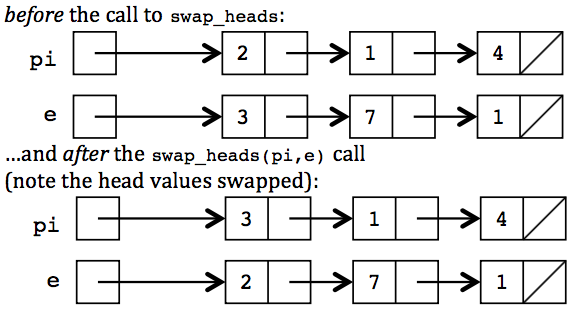 before the call to swap_heads:
pi 2 1 4
e 3 7 1
…and after the swap_heads(pi,e) call
(note the head values swapped):
pi 3 1 4
e 2 7 1